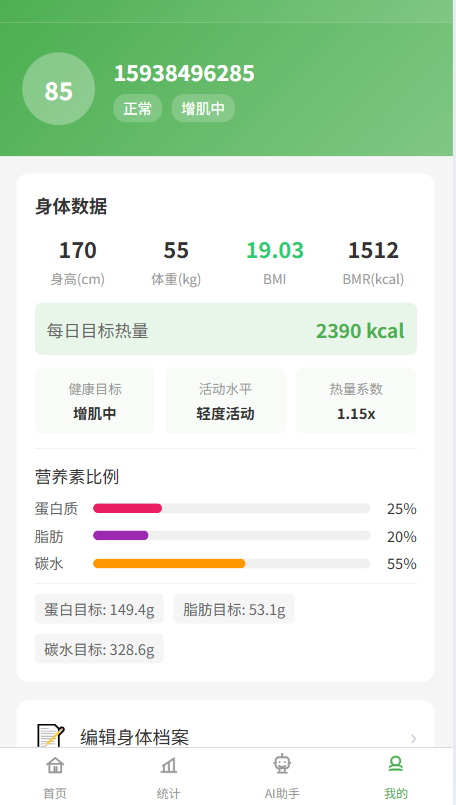 85
15938496285
正常 增肌中
身体数据
170 55 19.03 1512
身高(cm) 体重(kg) BMI BMR(kcal)
每日目标热量 2390 kcal
健康目标 活动水平 热量系数
增肌中 轻度活动 1.15x
营养素比例
蛋白质 25%
脂肪 20%
碳水 55%
蛋白目标: 149.4g 脂肪目标: 53.1g
碳水目标: 328.6g
编辑身体档案
首页 统计 AI助手 我的